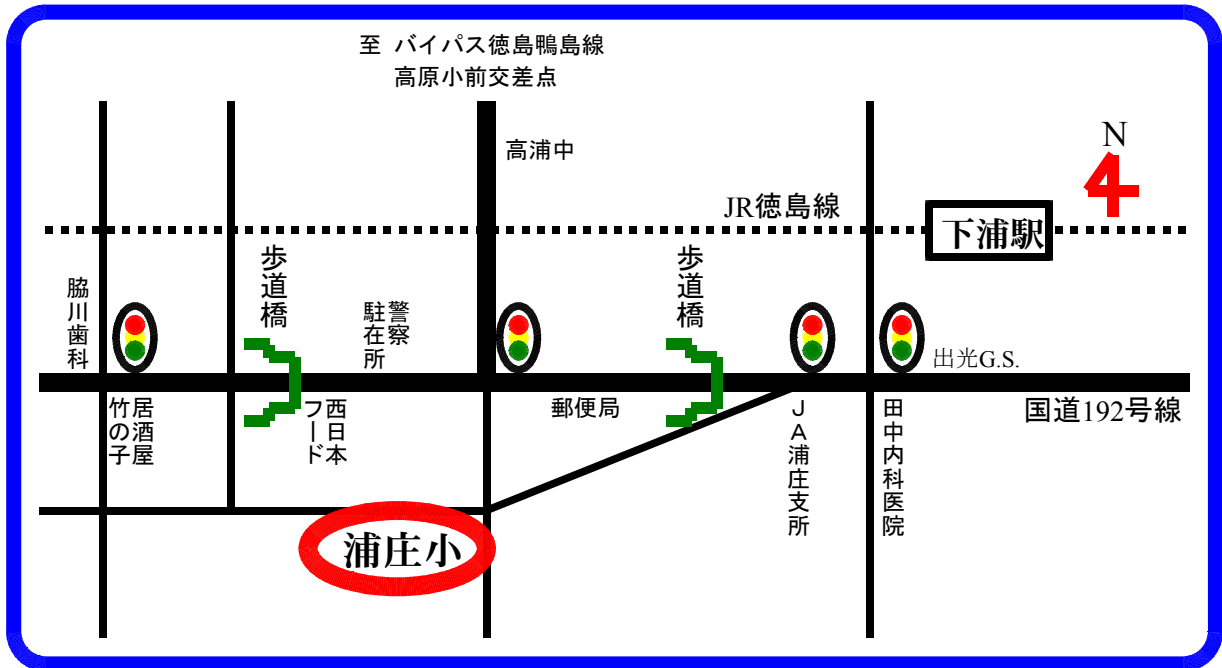 至 バイパス徳島鴨島線
高原小前交差点
高浦中
N
JR徳島線
下浦駅
歩道橋
歩道橋
脇川歯科
警察
駐在所
出光G.S.
居酒屋
竹の子
西日本
フード
郵便局
JA浦庄支所
田中内科医院
国道192号線
浦庄小